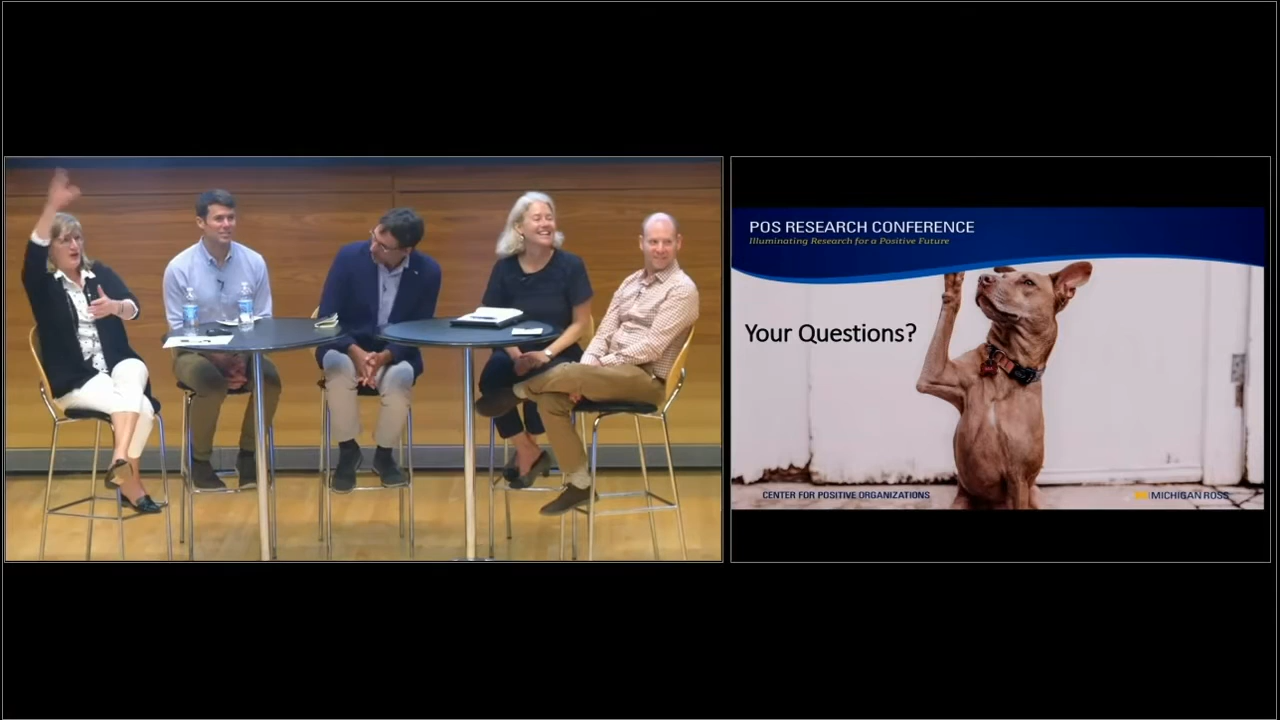 POS RESEARCH CONFERENCE
Illuminating Research for a Positive Future
Your Questions?
CENTER FOR POSITIVE ORGANIZATIONS
MICHIGAN ROSS